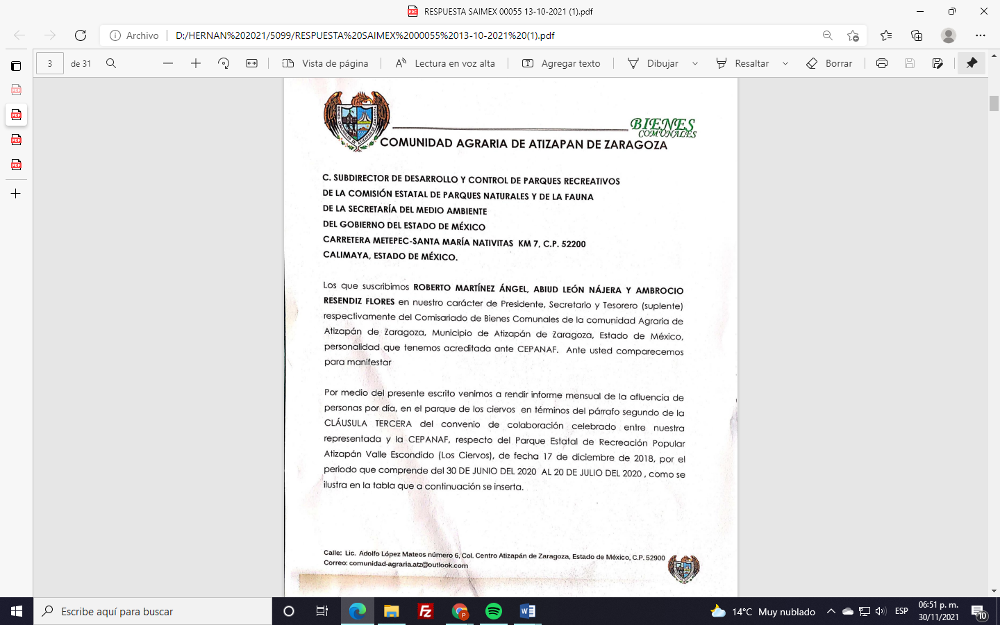 RESPUESTA SAIMEX 00055 13-10-2021 (1).pdf
Archivo D:/HERNAN%202021/5099/RESPUESTA%20SAIMEX%2000055%2013-10-2021%20(1).pdf
3 de 31 Vista de página Lectura en voz alta Agregar texto Dibujar Resaltar Borrar
BIENES
COMUNALES
COMUNIDAD AGRARIA DE ATIZAPAN DE ZARAGOZA
C. SUBDIRECTOR DE DESARROLLO Y CONTROL DE PARQUES RECREATIVOS
DE LA COMISIÓN ESTATAL DE PARQUES NATURALES Y DE LA FAUNA
DE LA SECRETARÍA DEL MEDIO AMBIENTE
DEL GOBIERNO DEL ESTADO DE MÉXICO
CARRETERA METEPEC-SANTA MARÍA NATIVITAS KM 7, C.P. 52200
CALIMAYA, ESTADO DE MÉXICO.
Los que suscribimos ROBERTO MARTÍNEZ ÁNGEL, ABIUD LEÓN NÁJERA Y AMBROCIO
RESENDIZ FLORES en nuestro carácter de Presidente, Secretario y Tesorero (suplente)
respectivamente del Comisariado de Bienes Comunales de la comunidad Agraria de
Atizapán de Zaragoza, Municipio de Atizapán de Zaragoza, Estado de México,
personalidad que tenemos acreditada ante CEPANAF. Ante usted comparecemos
para manifestar
Por medio del presente escrito venimos a rendir informe mensual de la afluencia de
personas por día, en el parque de los ciervos en términos del párrafo segundo de la
CLÁUSULA TERCERA del convenio de colaboración celebrado entre nuestra
representada y la CEPANAF, respecto del Parque Estatal de Recreación Popular
Atizapán Valle Escondido (Los Ciervos), de fecha 17 de diciembre de 2018, por el
periodo que comprende del 30 DE JUNIO DEL 2020 AL 20 DE JULIO DEL 2020 , como se
ilustra en la tabla que a continuación se inserta.
Calle: Lic. Adolfo López Mateos número 6, Col. Centro Atizapán de Zaragoza, Estado de México, C.P. 52900
Correo: comunidad-agraria.atz@outlook.com
Escribe aquí para buscar
14°C Muy nublado
ESP
06:51 p. m.
30/11/2021
10